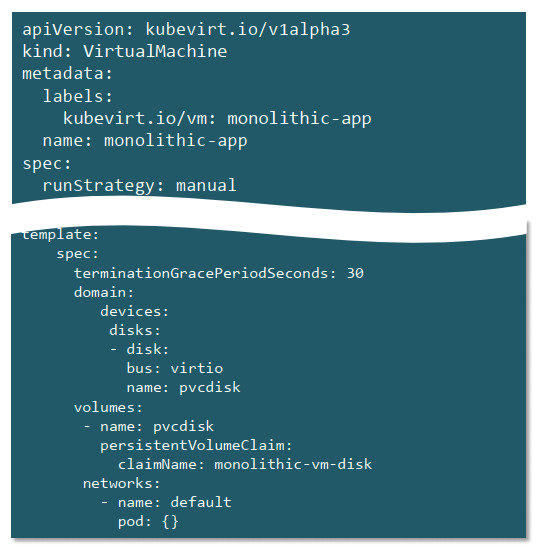 apiVersion: kubevirt.io/v1alpha3
kind: VirtualMachine
metadata:
  labels:
    kubevirt.io/vm: monolithic-app
  name: monolithic-app
spec:
  runStrategy: manual
template:
    spec:
      terminationGracePeriodSeconds: 30
      domain:
         devices:
          disks:
          - disk:
            bus: virtio
            name: pvcdisk
      volumes:
       - name: pvcdisk
         persistentVolumeClaim:
           claimName: monolithic-vm-disk
       networks:
         - name: default
           pod: {}